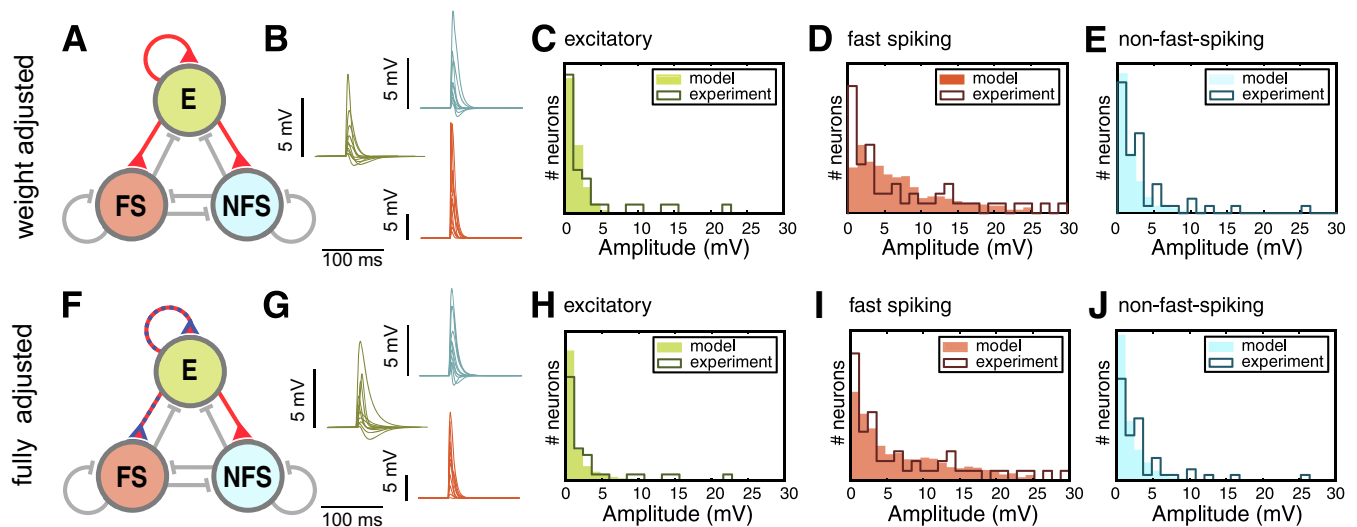 weight adjusted
A
E
FS
NFS
B
5 mV
5 mV
5 mV
100 ms
C
excitatory
model
experiment
# neurons
0 5 10 15 20 25 30
Amplitude (mV)
D
fast spiking
model
experiment
# neurons
0 5 10 15 20 25 30
Amplitude (mV)
E
non-fast-spiking
model
experiment
# neurons
0 5 10 15 20 25 30
Amplitude (mV)
fully adjusted
F
E
FS
NFS
G
5 mV
5 mV
5 mV
100 ms
H
excitatory
model
experiment
# neurons
0 5 10 15 20 25 30
Amplitude (mV)
I
fast spiking
model
experiment
# neurons
0 5 10 15 20 25 30
Amplitude (mV)
J
non-fast-spiking
model
experiment
# neurons
0 5 10 15 20 25 30
Amplitude (mV)